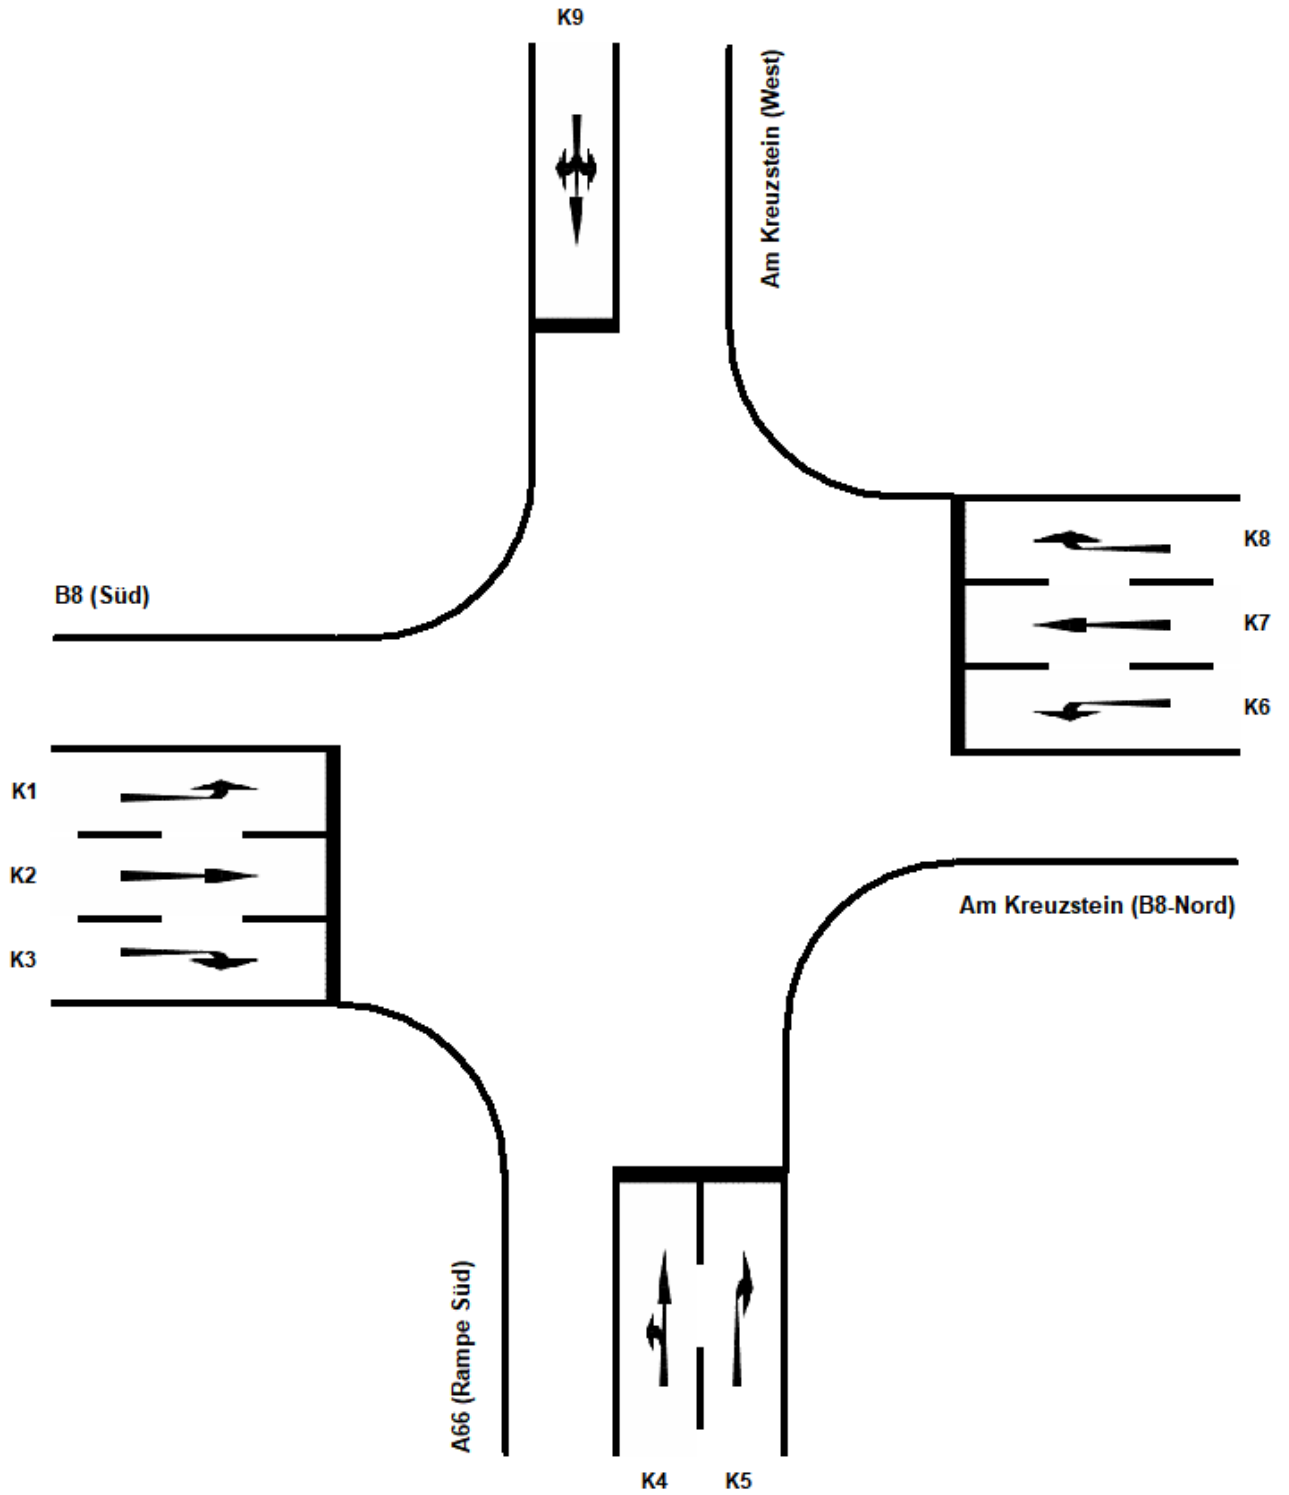 K9
Am Kreuzstein (West)
K8
B8 (Süd)
K7
K6
K1
K2
Am Kreuzstein (B8-Nord)
K3
A66 (Rampe Süd)
K4
K5